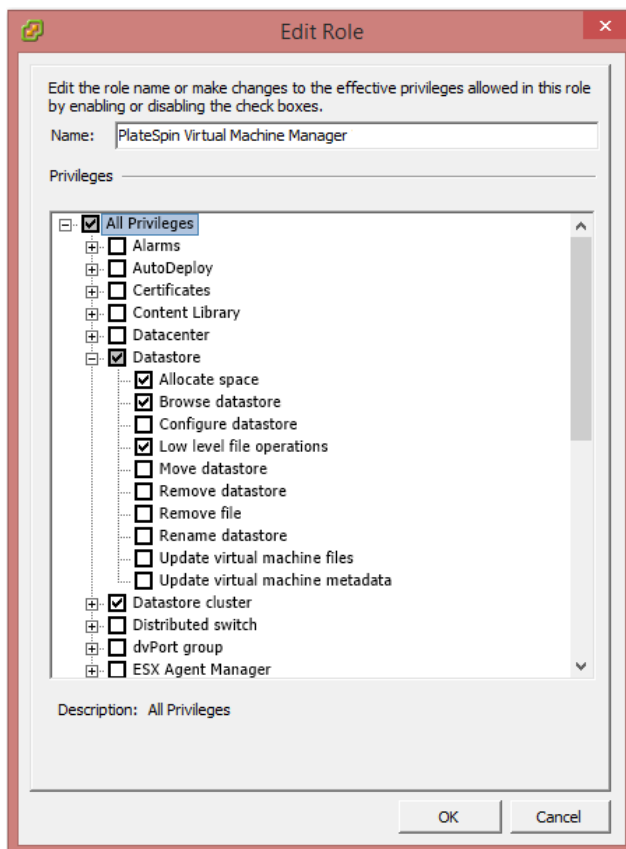 Edit Role
Edit the role name or make changes to the effective privileges allowed in this role
by enabling or disabling the check boxes.
Name: PlateSpin Virtual Machine Manager
Privileges
All Privileges
Alarms
AutoDeploy
Certificates
Content Library
Datacenter
Datastore
Allocate space
Browse datastore
Configure datastore
Low level file operations
Move datastore
Remove datastore
Remove file
Rename datastore
Update virtual machine files
Update virtual machine metadata
Datastore cluster
Distributed switch
dvPort group
ESX Agent Manager
Description: All Privileges
OK Cancel